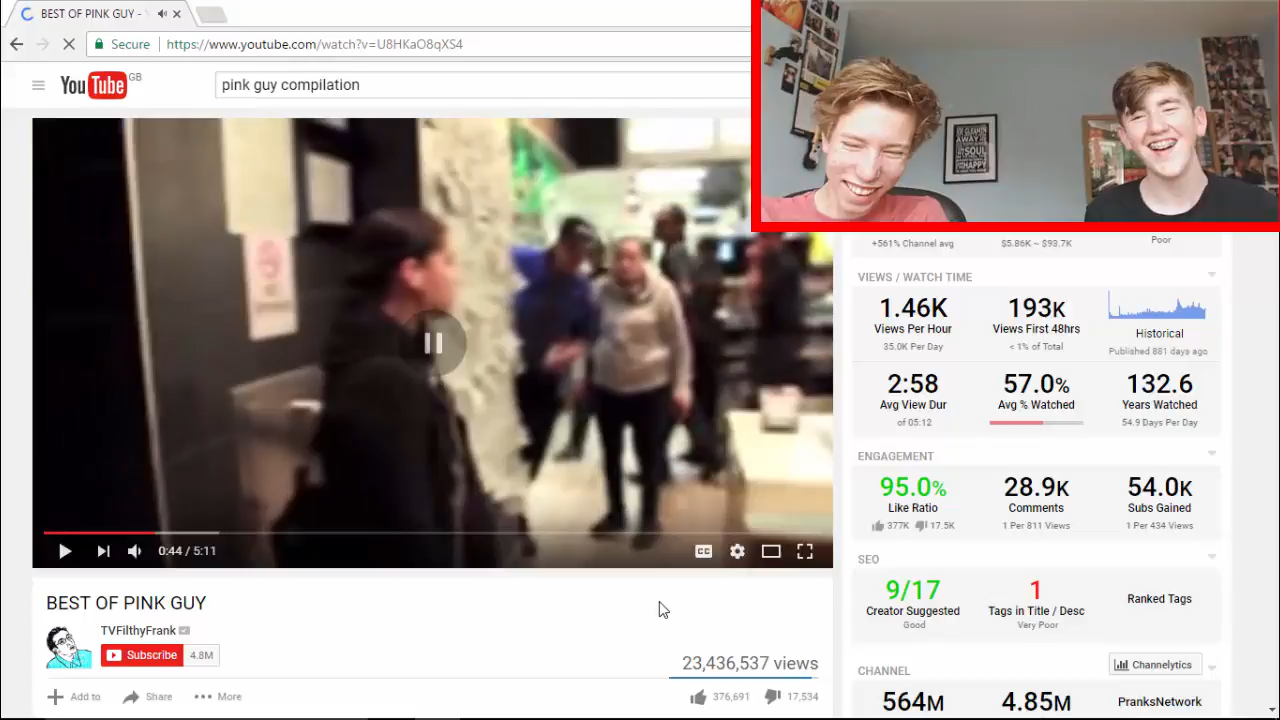 BEST OF PINK GUY -
Secure https://www.youtube.com/watch?v=U8HKaO8qXS4
YouTube GB
pink guy compilation
ALWAYS
SOUL
HAPPY
+561% Channel avg
$5.86K ~ $93.7K
Poor
VIEWS / WATCH TIME
1.46K
Views Per Hour
35.0K Per Day
193K
Views First 48hrs
< 1% of Total
Historical
Published 881 days ago
2:58
Avg View Dur
of 05:12
57.0%
Avg % Watched
132.6
Years Watched
54.9 Days Per Day
ENGAGEMENT
95.0%
Like Ratio
377K 17.5K
28.9K
Comments
1 Per 811 Views
54.0K
Subs Gained
1 Per 434 Views
SEO
9/17
Creator Suggested
Good
1
Tags in Title / Desc
Very Poor
Ranked Tags
CHANNEL
Channelytics
564M
4.85M
PranksNetwork
0:44 / 5:11
CC
BEST OF PINK GUY
TVFilthyFrank
Subscribe 4.8M
23,436,537 views
Add to Share More
376,691 17,534